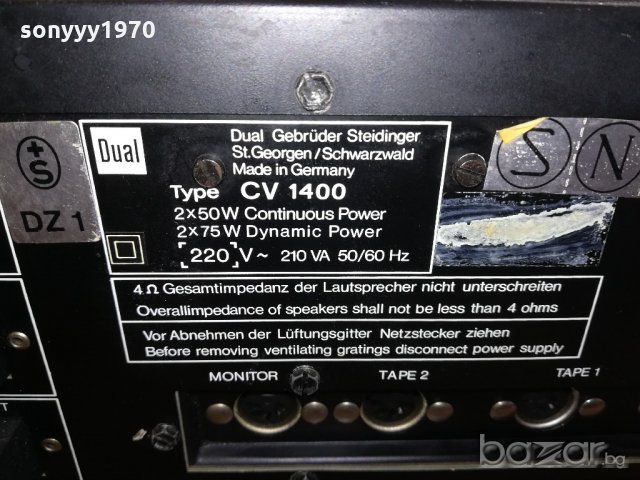 sonyyy1970
+S
DZ 1
Dual
Dual Gebrüder Steidinger
St.Georgen/Schwarzwald
Made in Germany
Type CV 1400
2×50W Continuous Power
2×75W Dynamic Power
220 V~ 210 VA 50/60 Hz
S N
4Ω Gesamtimpedanz der Lautsprecher nicht unterschreiten
Overallimpedance of speakers shall not be less than 4 ohms
Vor Abnehmen der Lüftungsgitter Netzstecker ziehen
Before removing ventilating gratings disconnect power supply
MONITOR TAPE 2 TAPE 1
bazar.bg